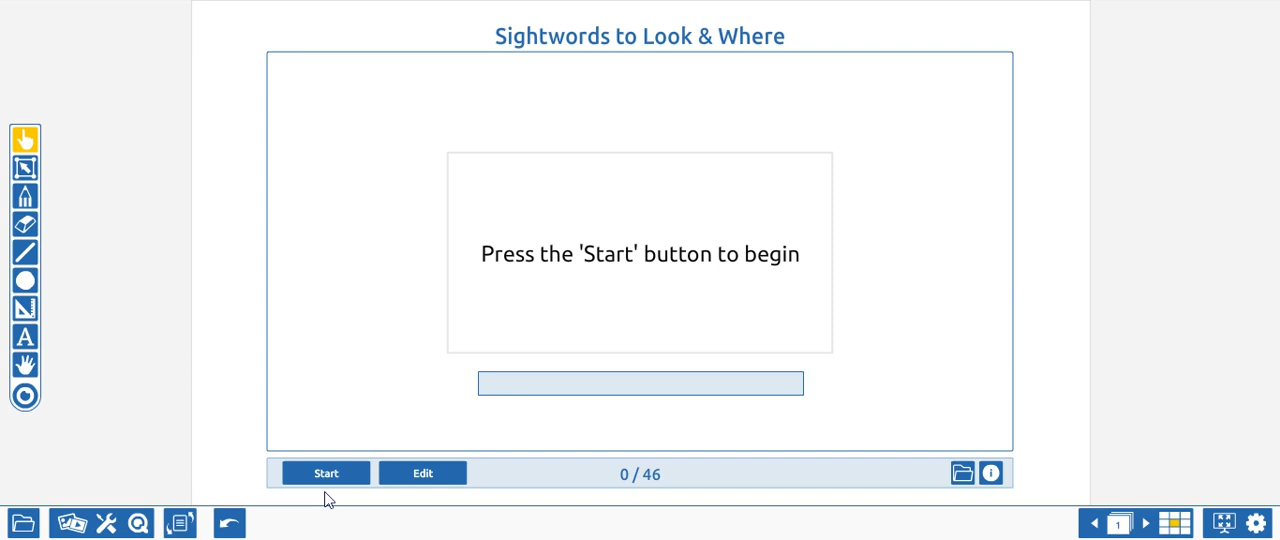 Sightwords to Look & Where
Press the 'Start' button to begin
Start
Edit
0 / 46
A
1